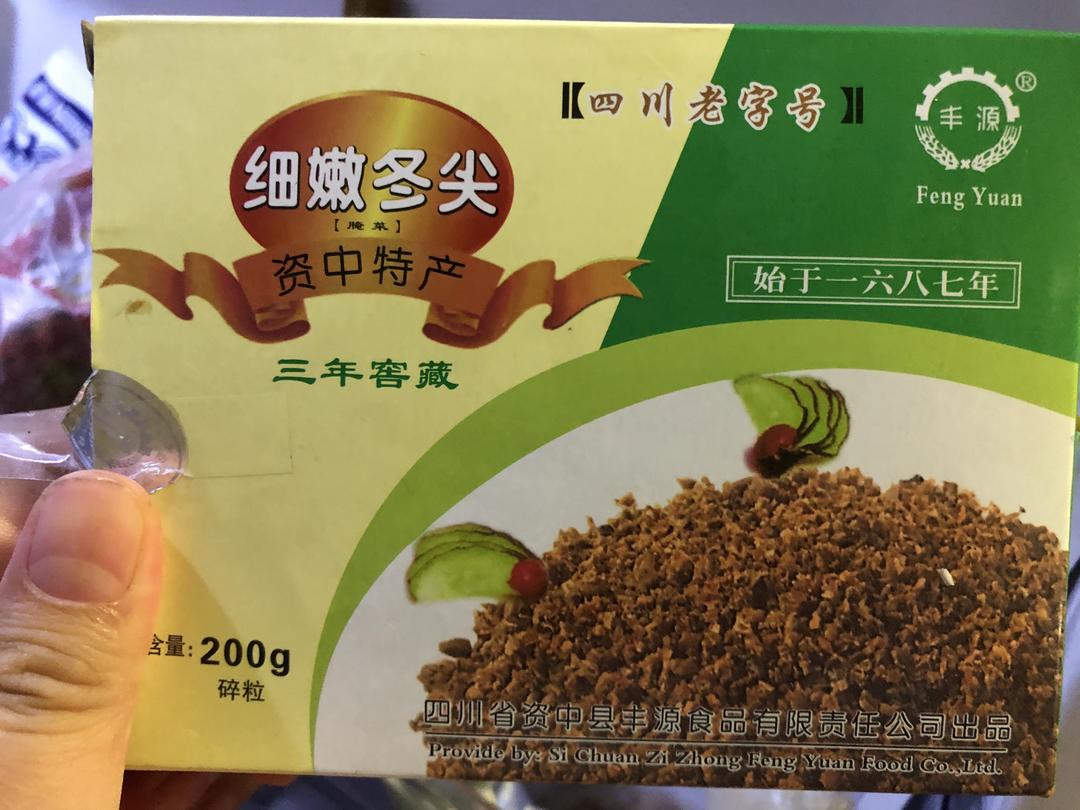 【四川老字号】
丰源
®
Feng Yuan
细嫩冬尖
【腌菜】
资中特产
始于一六八七年
三年窖藏
含量: 200g
碎粒
四川省资中县丰源食品有限责任公司出品
Provide by: Si Chuan Zi Zhong Feng Yuan Food Co.,Ltd.